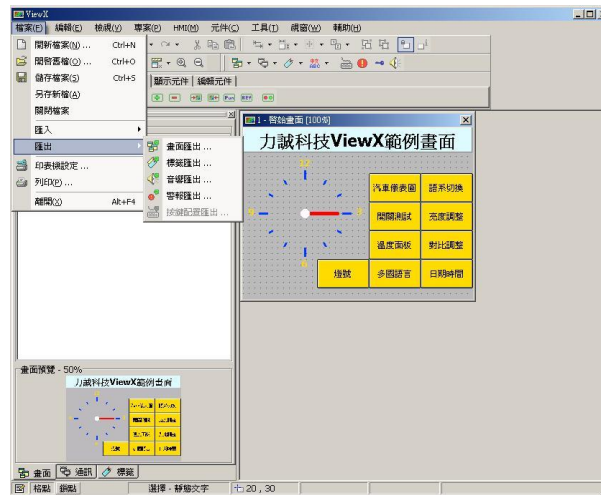 ViewX
檔案(F) 編輯(E) 檢視(V) 專案(P) HMI(M) 元件(C) 工具(T) 視窗(W) 輔助(H)
開新檔案(N) ... Ctrl+N
開啟舊檔(O) ... Ctrl+O
儲存檔案(S) Ctrl+S
另存新檔(A)
關閉檔案
匯入
匯出
印表機設定 ...
列印(P) ...
離開(X) Alt+F4
畫面匯出 ...
標籤匯出 ...
音響匯出 ...
警報匯出 ...
按鍵配置匯出 ...
顯示元件 編輯元件
1 - 啓始畫面 [100%]
力誠科技ViewX範例畫面
汽車儀表圖 語系切換
開關測試 亮度調整
溫度面板 對比調整
燈號 多國語言 日期時間
畫面預覽 - 50%
力誠科技ViewX範例畫面
畫面 通訊 標籤
格點 鎖點 選擇 - 靜態文字 20 , 30